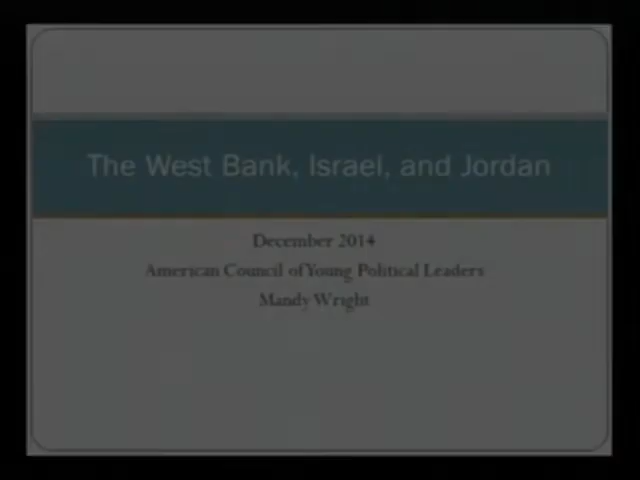 The West Bank, Israel, and Jordan
December 2014
American Council of Young Political Leaders
Mandy Wright